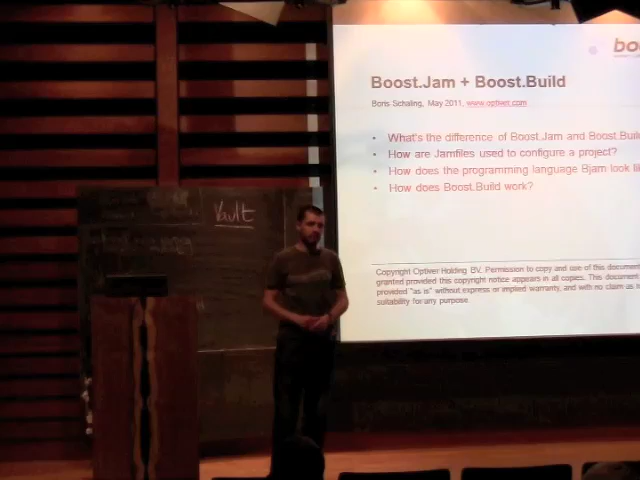 boo
Boost.Jam + Boost.Build
Boris Schäling, May 2011, www.optiver.com
• What's the difference of Boost.Jam and Boost.Build
• How are Jamfiles used to configure a project?
• How does the programming language Bjam look li
• How does Boost.Build work?
Copyright Optiver Holding BV. Permission to copy and use of this document
granted provided this copyright notice appears in all copies. This document
provided "as is" without express or implied warranty, and with no claim as to
suitability for any purpose
Vault